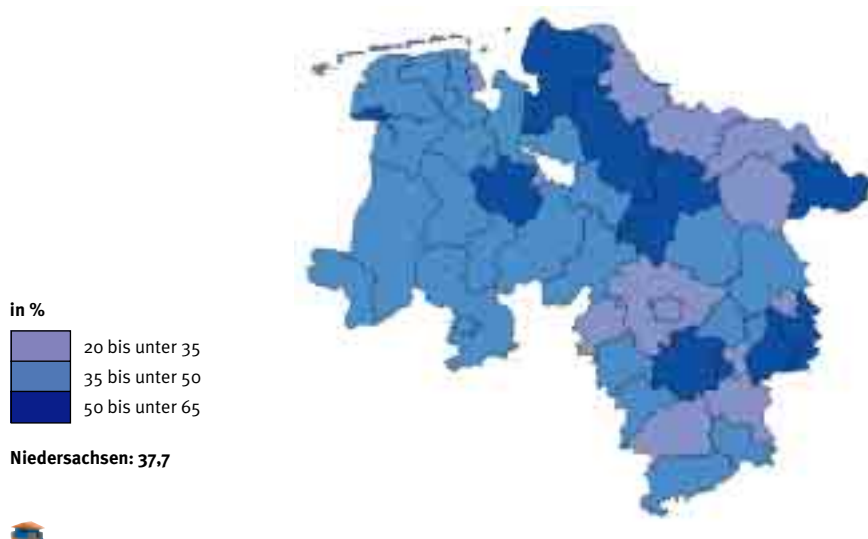 in %
20 bis unter 35
35 bis unter 50
50 bis unter 65
Niedersachsen: 37,7